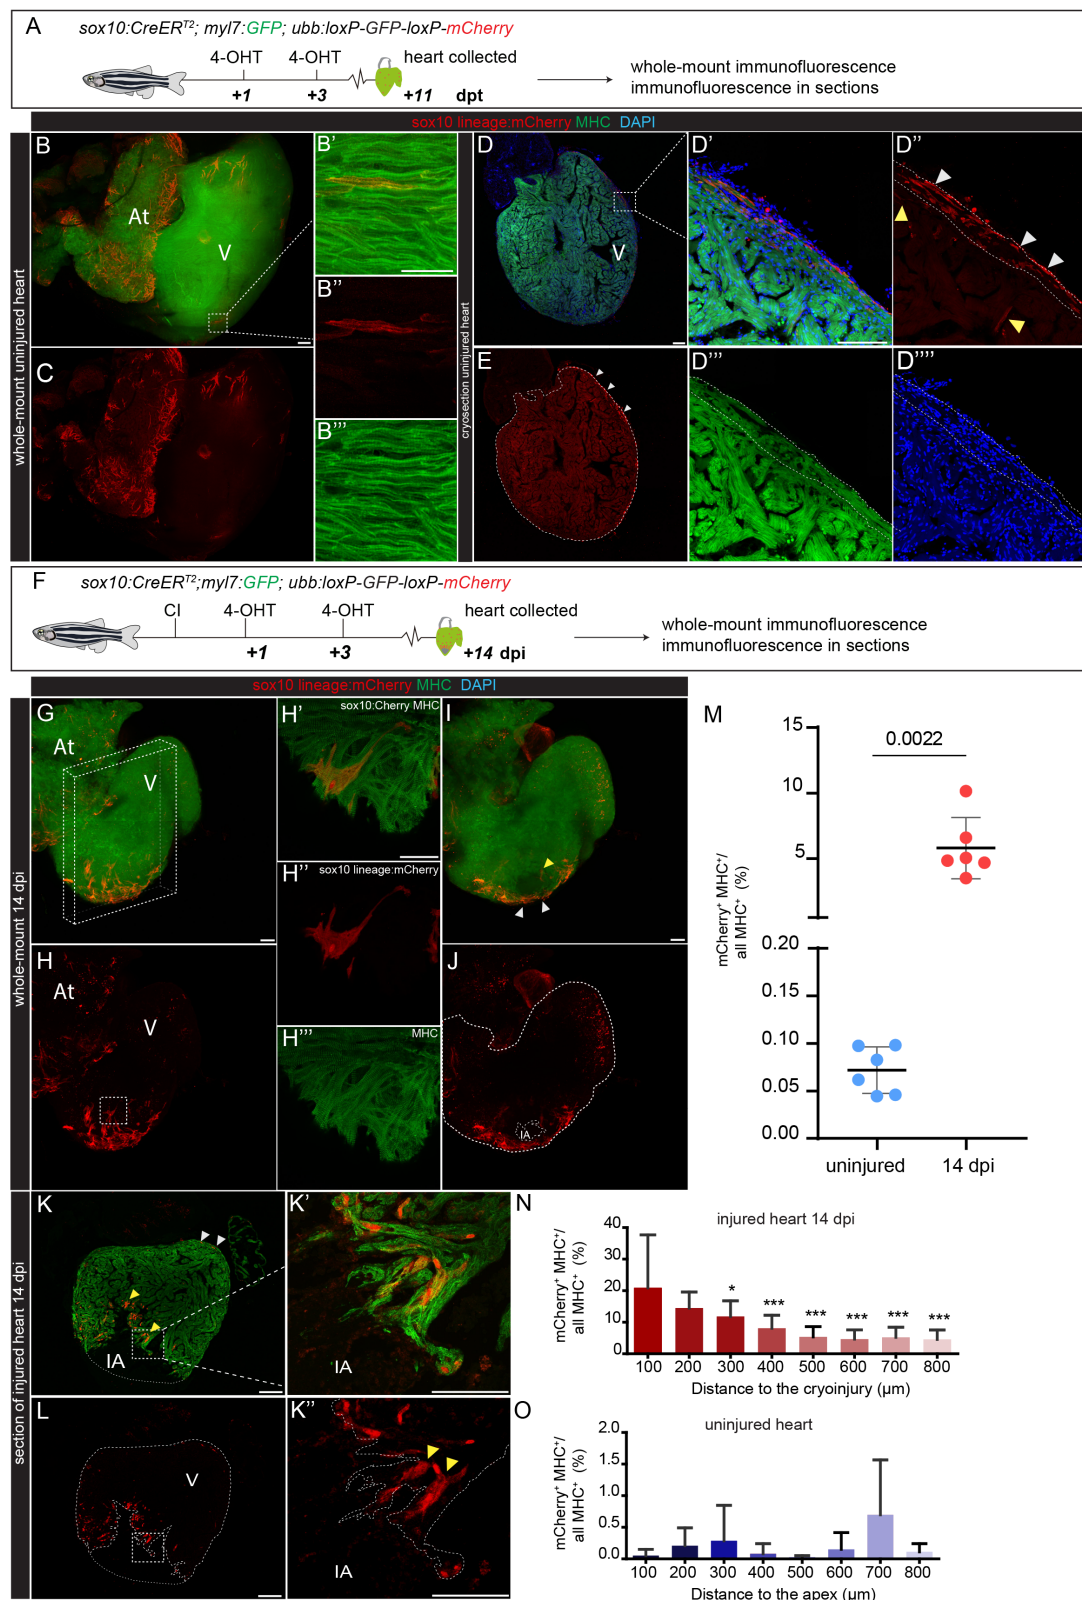 A
sox10:CreERT2; myl7:GFP; ubb:loxP-GFP-loxP-mCherry
4-OHT 4-OHT heart collected
+1 +3 +11 dpt
whole-mount immunofluorescence
immunofluorescence in sections
sox10 lineage:mCherry MHC DAPI
whole-mount uninjured heart
B
At
V
B'
B''
B'''
C
cryosection uninjured heart
D
V
D'
D''
E
D'''
D''''
F
sox10:CreERT2;myl7:GFP; ubb:loxP-GFP-loxP-mCherry
CI 4-OHT 4-OHT heart collected
+1 +3 +14 dpi
whole-mount immunofluorescence
immunofluorescence in sections
sox10 lineage:mCherry MHC DAPI
whole-mount 14 dpi
G
At
V
H'
sox10:Cherry MHC
I
H
At
V
H''
sox10 lineage:mCherry
H'''
MHC
J
IA
M
mCherry+ MHC+/
all MHC+ (%)
15
10
5
0.20
0.15
0.10
0.05
0.00
0.0022
uninjured 14 dpi
section of injured heart 14 dpi
K
IA
K'
IA
L
V
K''
IA
N
injured heart 14 dpi
mCherry+ MHC+/
all MHC+ (%)
40
30
20
10
0
* *** *** *** *** ***
100 200 300 400 500 600 700 800
Distance to the cryoinjury (µm)
O
uninjured heart
mCherry+ MHC+/
all MHC+ (%)
2.0
1.5
1.0
0.5
0.0
100 200 300 400 500 600 700 800
Distance to the apex (µm)